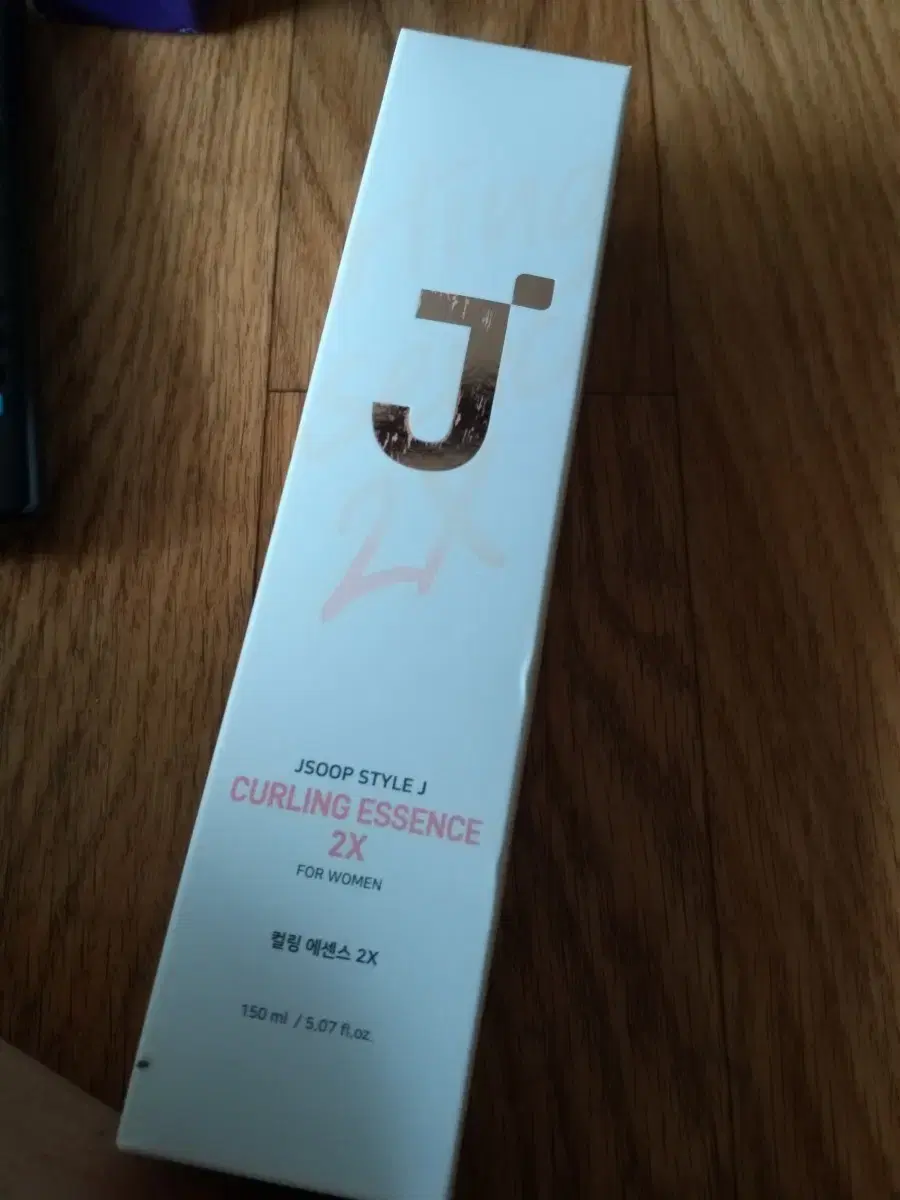 J
2X
JSOOP STYLE J
CURLING ESSENCE
2X
FOR WOMEN
컬링 에센스 2X
150 ml / 5.07 fl.oz.